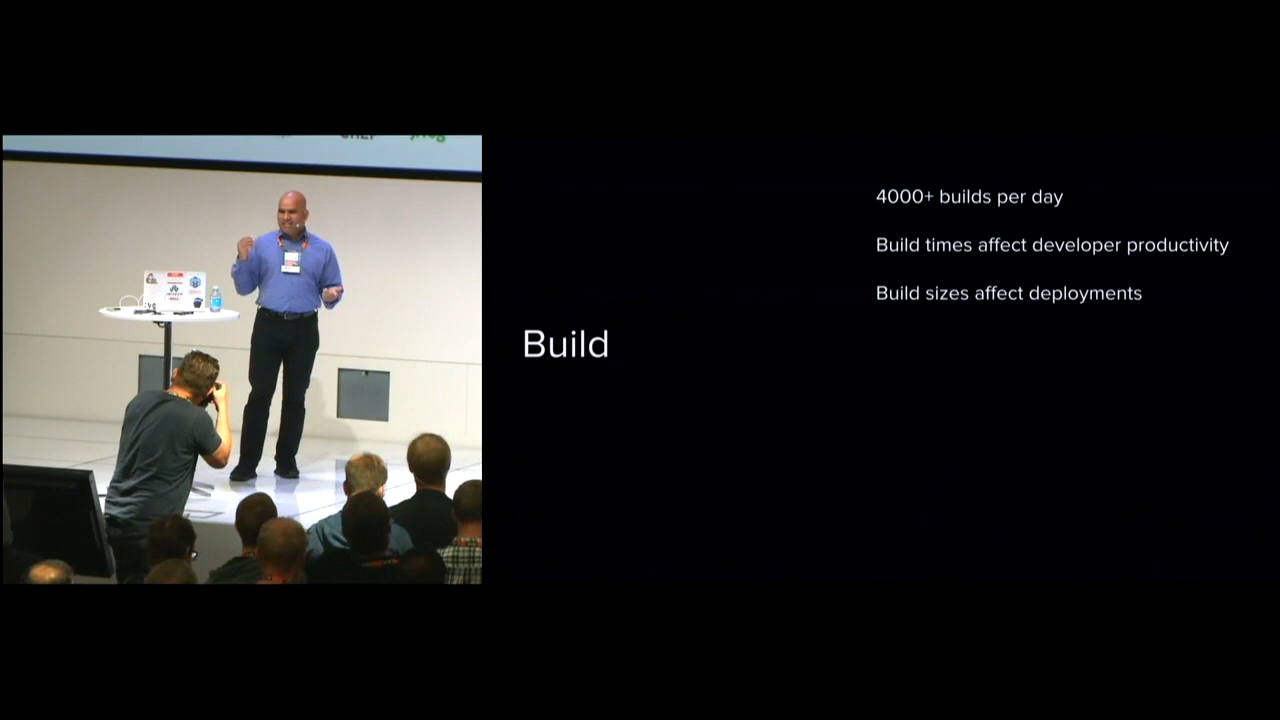 4000+ builds per day
Build times affect developer productivity
Build sizes affect deployments
Build